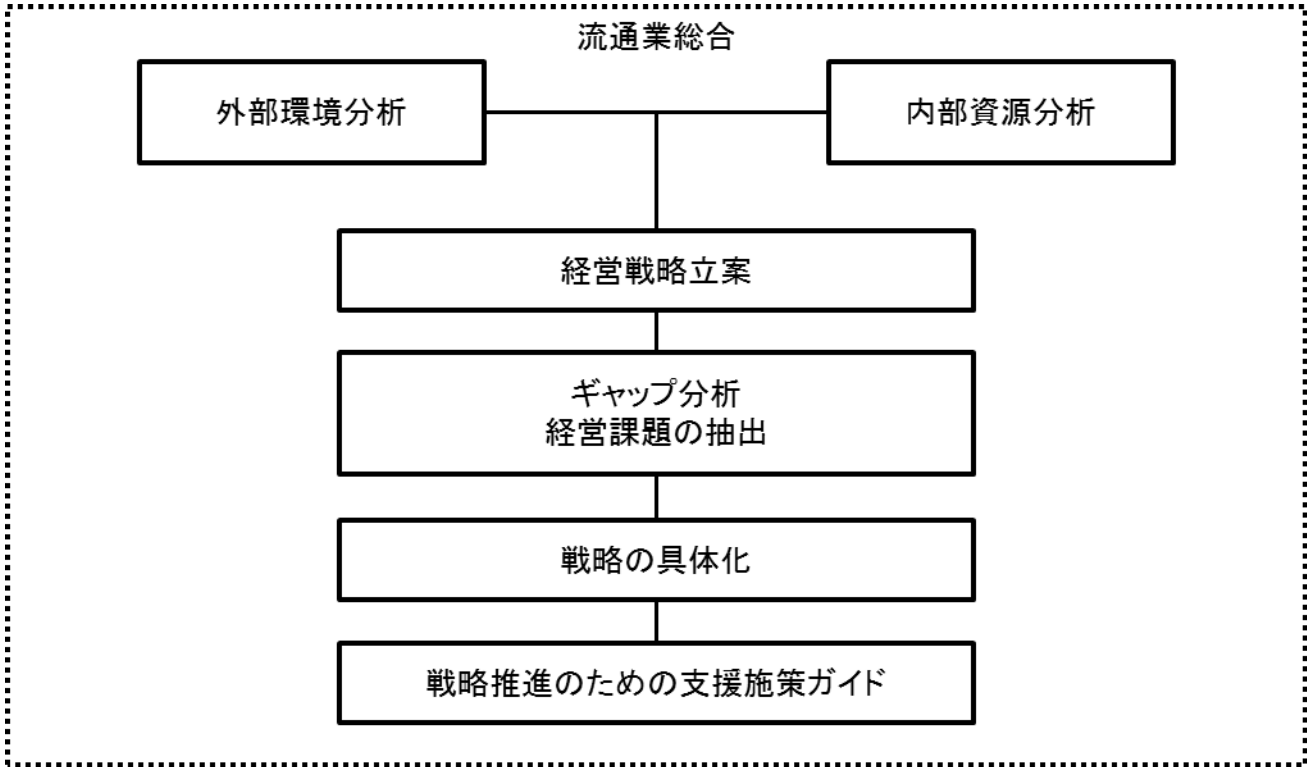 流通業総合
外部環境分析
内部資源分析
経営戦略立案
ギャップ分析
経営課題の抽出
戦略の具体化
戦略推進のための支援施策ガイド